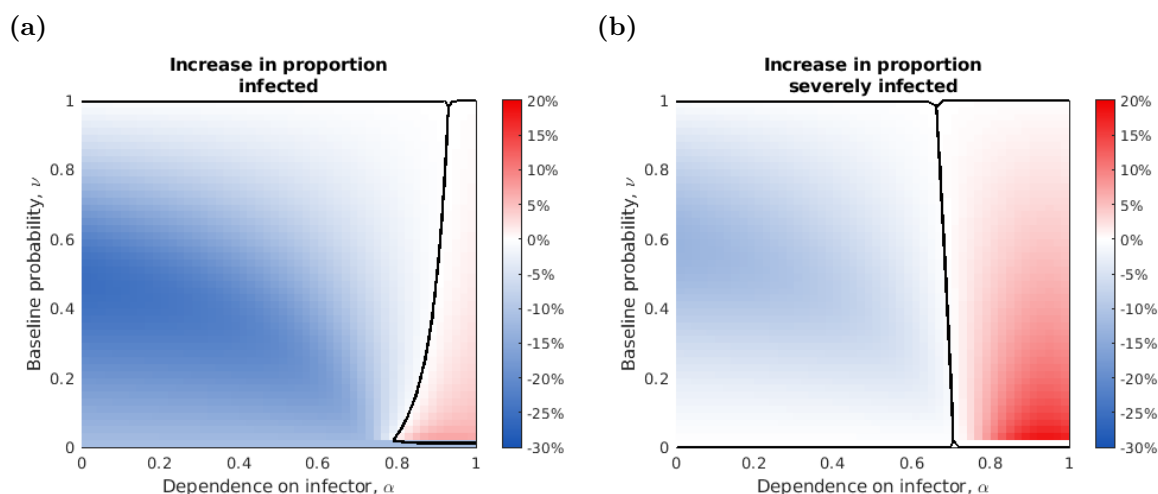 (a)
Increase in proportion
infected
1
0.8
0.6
0.4
0.2
0
Baseline probability, ν
0 0.2 0.4 0.6 0.8 1
Dependence on infector, α
20%
15%
10%
5%
0%
-5%
-10%
-15%
-20%
-25%
-30%
(b)
Increase in proportion
severely infected
1
0.8
0.6
0.4
0.2
0
Baseline probability, ν
0 0.2 0.4 0.6 0.8 1
Dependence on infector, α
20%
15%
10%
5%
0%
-5%
-10%
-15%
-20%
-25%
-30%